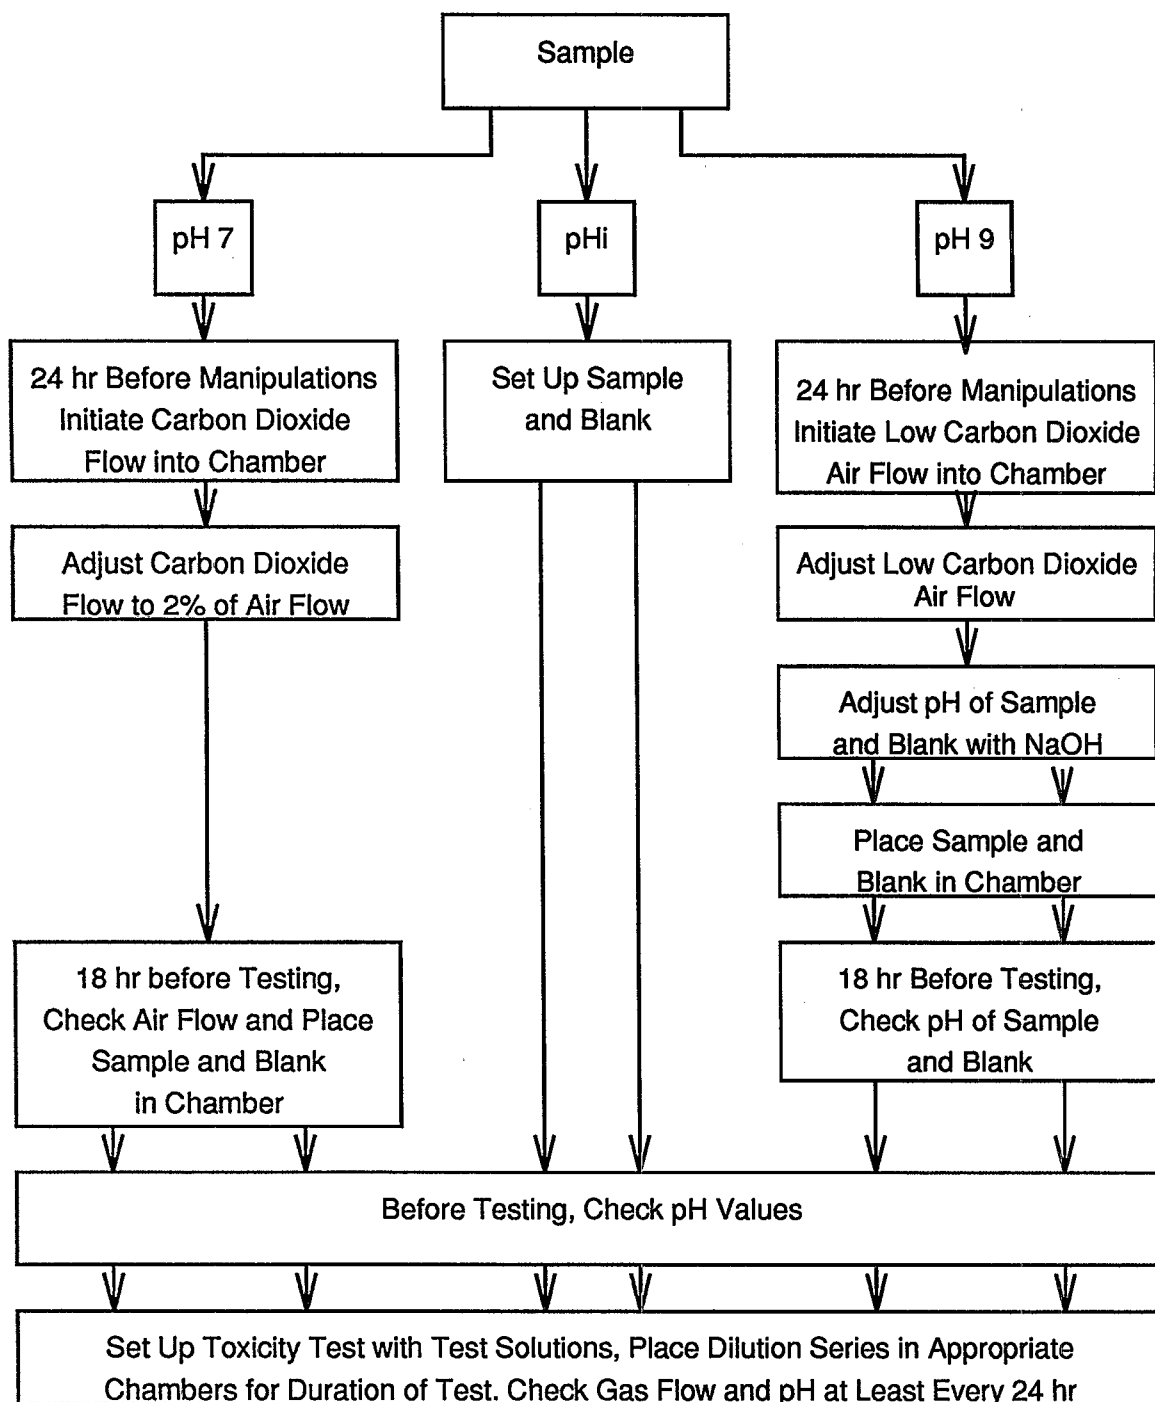 Sample
pH 7
pHi
pH 9
24 hr Before Manipulations
Initiate Carbon Dioxide
Flow into Chamber
Set Up Sample
and Blank
24 hr Before Manipulations
Initiate Low Carbon Dioxide
Air Flow into Chamber
Adjust Carbon Dioxide
Flow to 2% of Air Flow
Adjust Low Carbon Dioxide
Air Flow
Adjust pH of Sample
and Blank with NaOH
Place Sample and
Blank in Chamber
18 hr before Testing,
Check Air Flow and Place
Sample and Blank
in Chamber
18 hr Before Testing,
Check pH of Sample
and Blank
Before Testing, Check pH Values
Set Up Toxicity Test with Test Solutions, Place Dilution Series in Appropriate
Chambers for Duration of Test. Check Gas Flow and pH at Least Every 24 hr